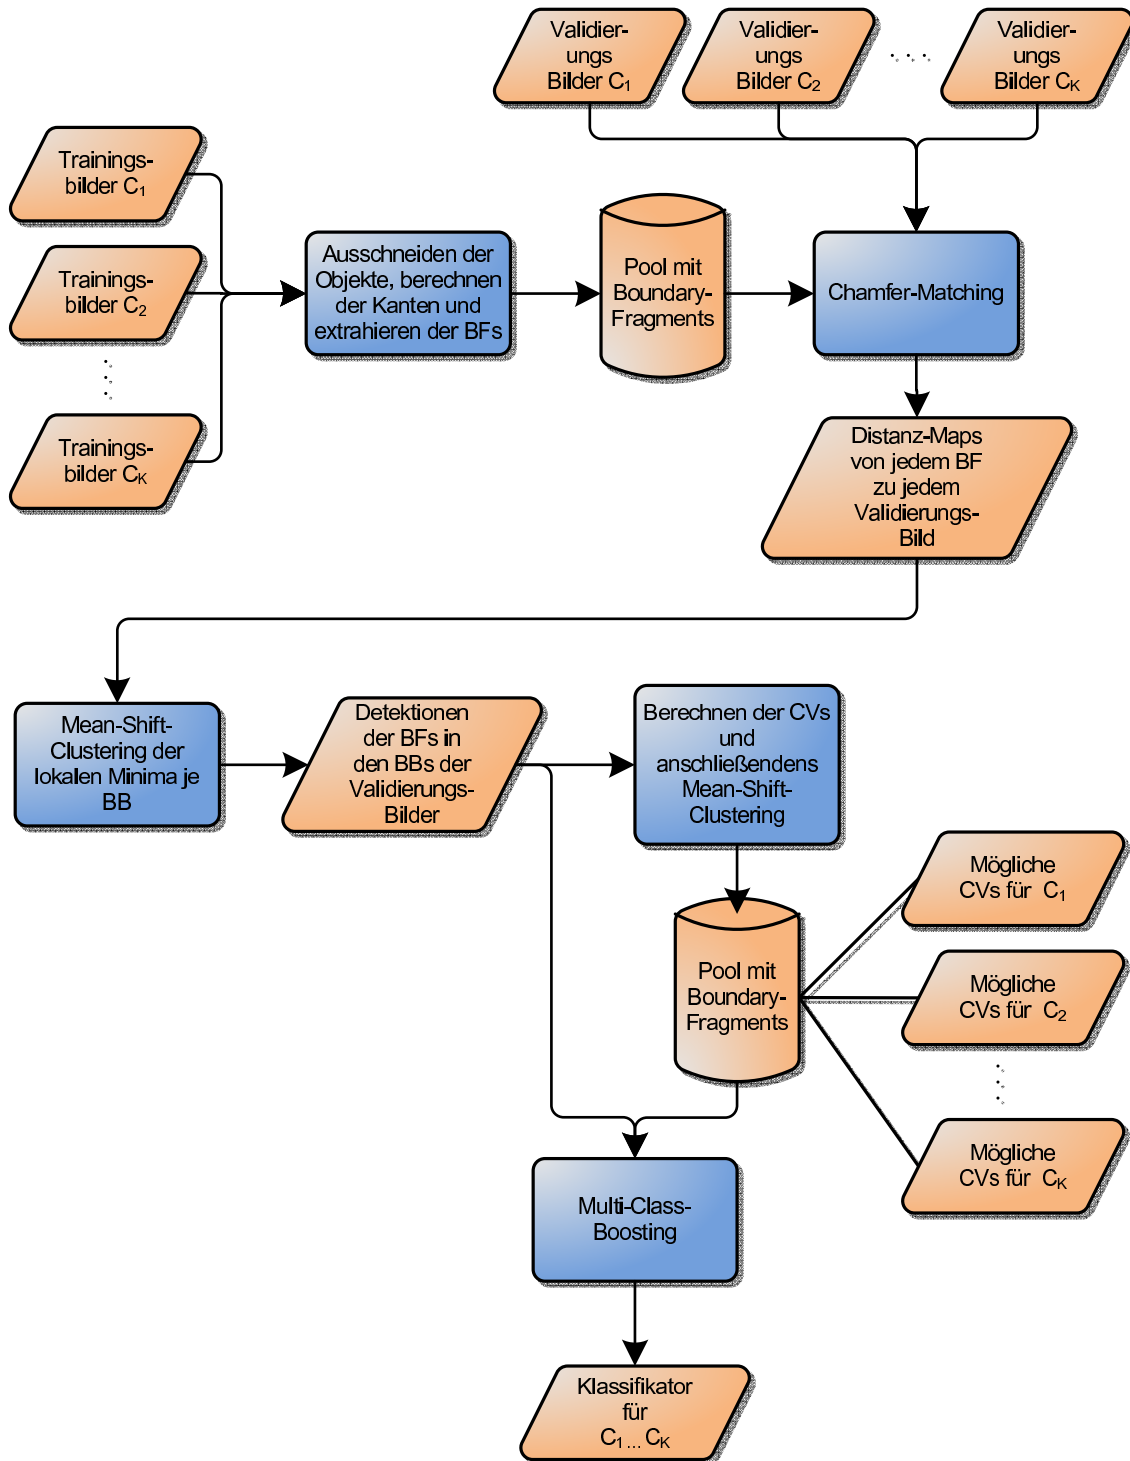 Validier-
ungs
Bilder C1
Validier-
ungs
Bilder C2
Validier-
ungs
Bilder CK
Trainings-
bilder C1
Trainings-
bilder C2
Trainings-
bilder CK
Ausschneiden der
Objekte, berechnen
der Kanten und
extrahieren der BFs
Pool mit
Boundary-
Fragments
Chamfer-Matching
Distanz-Maps
von jedem BF
zu jedem
Validierungs-
Bild
Mean-Shift-
Clustering der
lokalen Minima je
BB
Detektionen
der BFs in
den BBs der
Validierungs-
Bilder
Berechnen der CVs
und
anschließendens
Mean-Shift-
Clustering
Pool mit
Boundary-
Fragments
Mögliche
CVs für C1
Mögliche
CVs für C2
Mögliche
CVs für CK
Multi-Class-
Boosting
Klassifikator
für
C1... CK